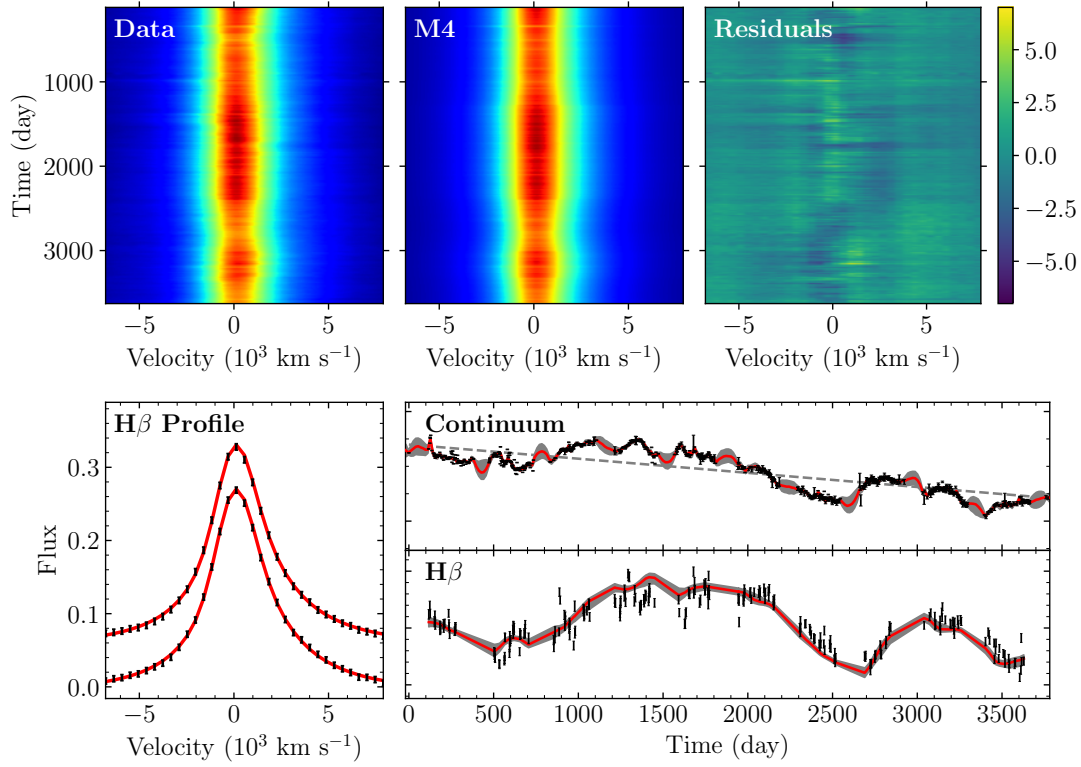 Data
M4
Residuals
Time (day)
1000
2000
3000
−5 0 5
−5 0 5
−5 0 5
Velocity (10³ km s⁻¹)
Velocity (10³ km s⁻¹)
Velocity (10³ km s⁻¹)
5.0
2.5
0.0
−2.5
−5.0
Hβ Profile
Flux
0.3
0.2
0.1
0.0
−5 0 5
Velocity (10³ km s⁻¹)
Continuum
Hβ
0 500 1000 1500 2000 2500 3000 3500
Time (day)